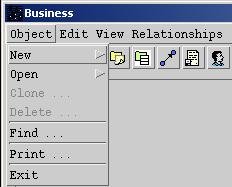 Business
Object Edit View Relationships
New
Open
Clone ...
Delete ...
Find ...
Print ...
Exit